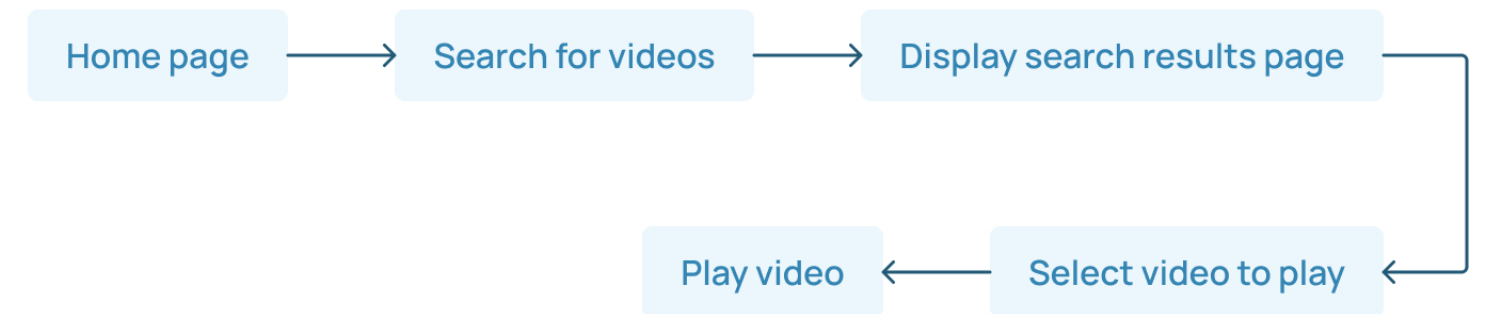 Home page
Search for videos
Display search results page
Select video to play
Play video